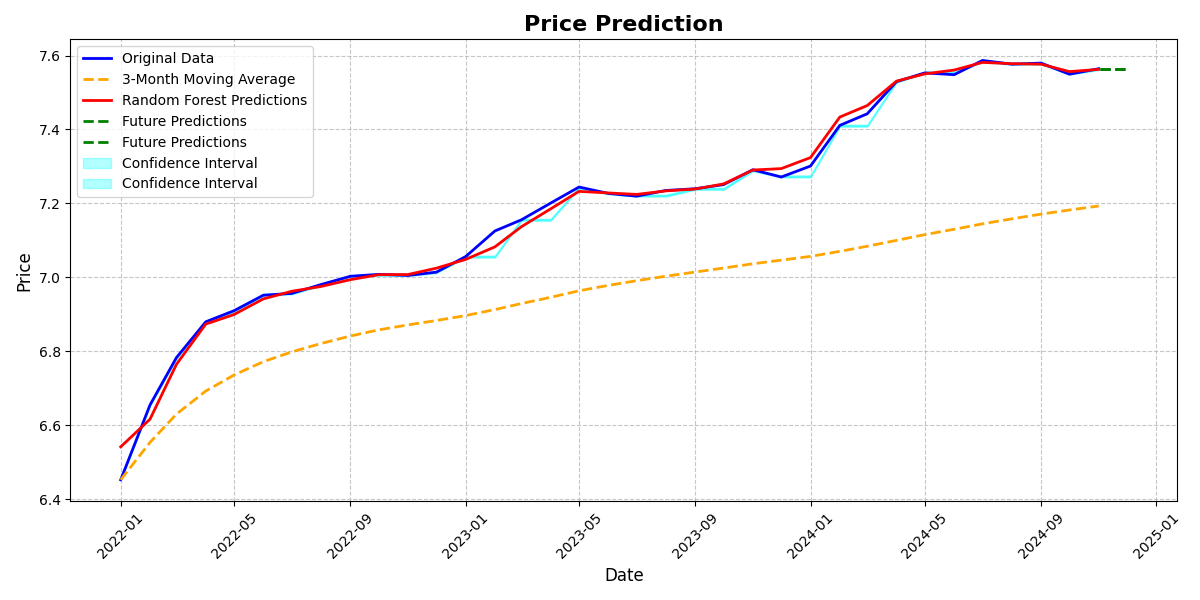 Price Prediction
Original Data
3-Month Moving Average
Random Forest Predictions
Future Predictions
Future Predictions
Confidence Interval
Confidence Interval
Price
7.6
7.4
7.2
7.0
6.8
6.6
6.4
2022-01
2022-05
2022-09
2023-01
2023-05
2023-09
2024-01
2024-05
2024-09
2025-01
Date